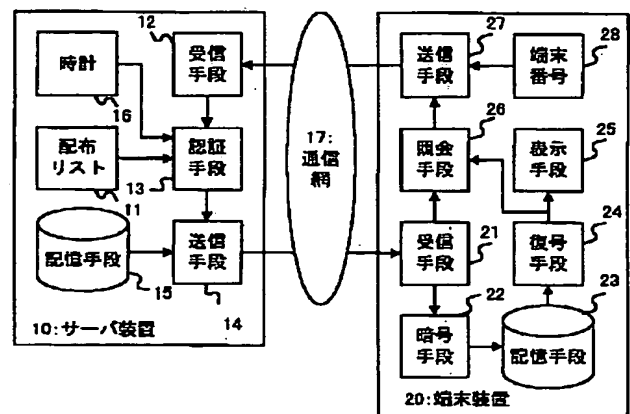 12
受信
手段
時計
16
配布
リスト
11
認証
手段
13
記憶手段
15
送信
手段
14
10:サーバ装置
17:
通信
網
27
送信
手段
28
端末
番号
26
照会
手段
25
表示
手段
21
受信
手段
24
復号
手段
22
暗号
手段
23
記憶手段
20:端末装置